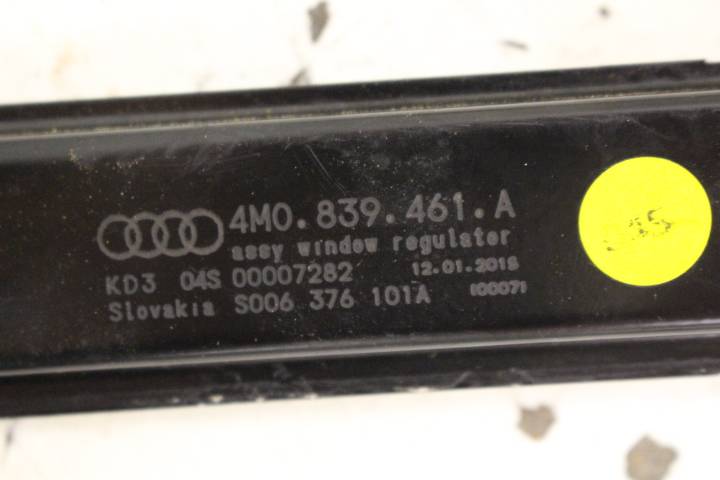 4M0.839.461.A
assy window regulator
KD3 04S 00007282 12.01.2018
Slovakia S006 376 101A 100071